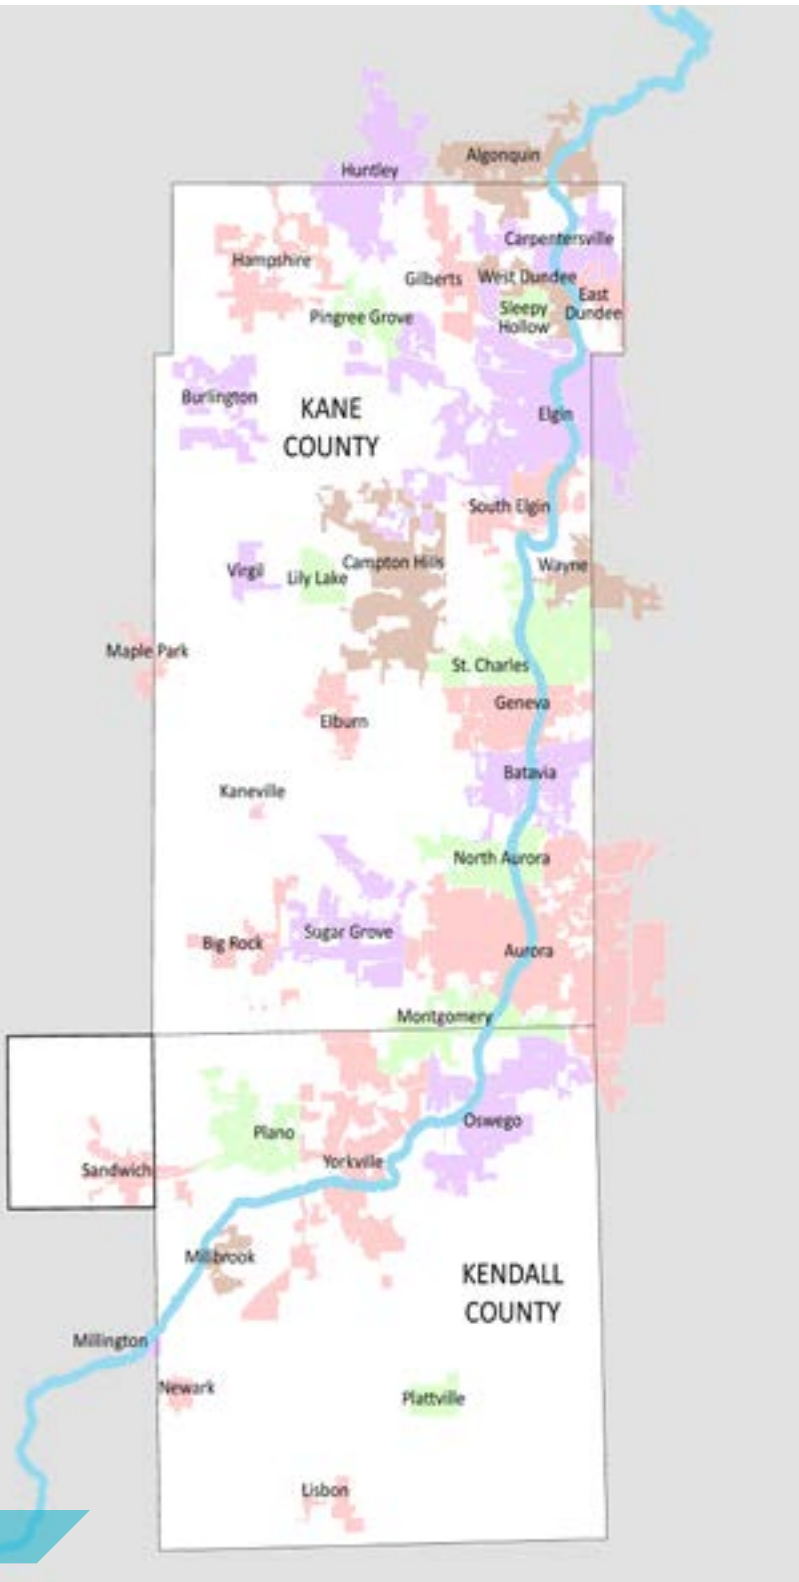 Algonquin
Huntley
Carpentersville
Hampshire
Gilberts
West Dundee
East
Dundee
Sleepy
Hollow
Pingree Grove
Burlington
KANE
COUNTY
Elgin
South Elgin
Campton Hills
Wayne
Virgil
Lily Lake
Maple Park
St. Charles
Geneva
Elburn
Batavia
Kaneville
North Aurora
Sugar Grove
Big Rock
Aurora
Montgomery
Oswego
Plano
Yorkville
Sandwich
Millbrook
KENDALL
COUNTY
Millington
Newark
Plattville
Lisbon